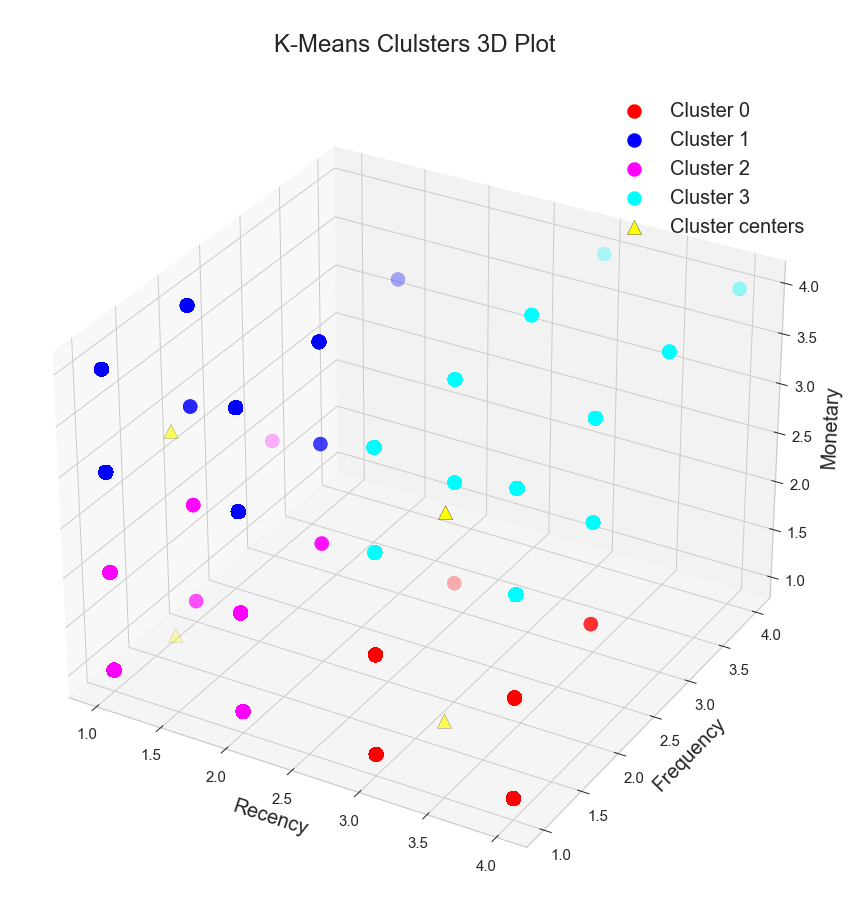 K-Means Clulsters 3D Plot
Cluster 0
Cluster 1
Cluster 2
Cluster 3
Cluster centers
4.0
3.5
3.0
2.5
2.0
1.5
1.0
Monetary
4.0
3.5
3.0
2.5
2.0
1.5
1.0
Frequency
1.0
1.5
2.0
2.5
3.0
3.5
4.0
Recency